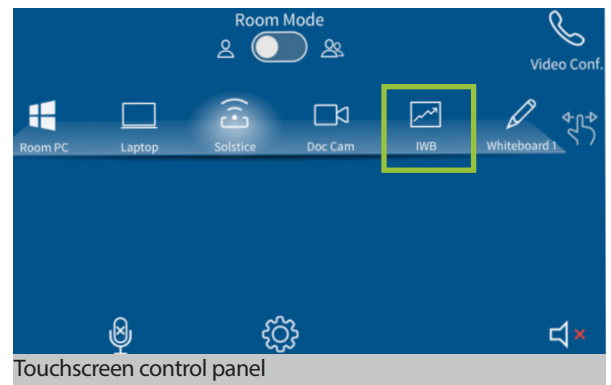 Room Mode
Video Conf.
Room PC
Laptop
Solstice
Doc Cam
IWB
Whiteboard 1
Touchscreen control panel